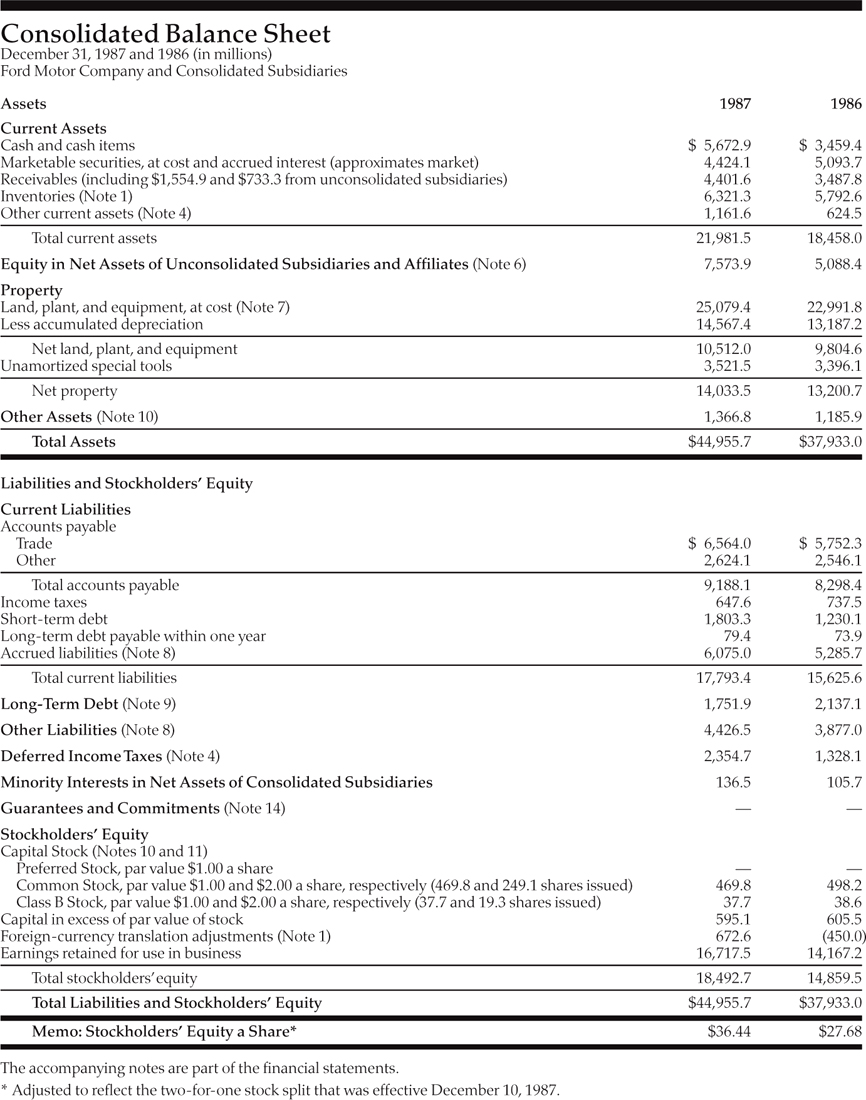 Consolidated Balance Sheet
December 31, 1987 and 1986 (in millions)
Ford Motor Company and Consolidated Subsidiaries
Assets 1987 1986
Current Assets
Cash and cash items $ 5,672.9 $ 3,459.4
Marketable securities, at cost and accrued interest (approximates market) 4,424.1 5,093.7
Receivables (including $1,554.9 and $733.3 from unconsolidated subsidiaries) 4,401.6 3,487.8
Inventories (Note 1) 6,321.3 5,792.6
Other current assets (Note 4) 1,161.6 624.5
Total current assets 21,981.5 18,458.0
Equity in Net Assets of Unconsolidated Subsidiaries and Affiliates (Note 6) 7,573.9 5,088.4
Property
Land, plant, and equipment, at cost (Note 7) 25,079.4 22,991.8
Less accumulated depreciation 14,567.4 13,187.2
Net land, plant, and equipment 10,512.0 9,804.6
Unamortized special tools 3,521.5 3,396.1
Net property 14,033.5 13,200.7
Other Assets (Note 10) 1,366.8 1,185.9
Total Assets $44,955.7 $37,933.0
Liabilities and Stockholders' Equity
Current Liabilities
Accounts payable
Trade $ 6,564.0 $ 5,752.3
Other 2,624.1 2,546.1
Total accounts payable 9,188.1 8,298.4
Income taxes 647.6 737.5
Short-term debt 1,803.3 1,230.1
Long-term debt payable within one year 79.4 73.9
Accrued liabilities (Note 8) 6,075.0 5,285.7
Total current liabilities 17,793.4 15,625.6
Long-Term Debt (Note 9) 1,751.9 2,137.1
Other Liabilities (Note 8) 4,426.5 3,877.0
Deferred Income Taxes (Note 4) 2,354.7 1,328.1
Minority Interests in Net Assets of Consolidated Subsidiaries 136.5 105.7
Guarantees and Commitments (Note 14) — —
Stockholders' Equity
Capital Stock (Notes 10 and 11)
Preferred Stock, par value $1.00 a share — —
Common Stock, par value $1.00 and $2.00 a share, respectively (469.8 and 249.1 shares issued) 469.8 498.2
Class B Stock, par value $1.00 and $2.00 a share, respectively (37.7 and 19.3 shares issued) 37.7 38.6
Capital in excess of par value of stock 595.1 605.5
Foreign-currency translation adjustments (Note 1) 672.6 (450.0)
Earnings retained for use in business 16,717.5 14,167.2
Total stockholders' equity 18,492.7 14,859.5
Total Liabilities and Stockholders' Equity $44,955.7 $37,933.0
Memo: Stockholders' Equity a Share* $36.44 $27.68
The accompanying notes are part of the financial statements.
* Adjusted to reflect the two-for-one stock split that was effective December 10, 1987.